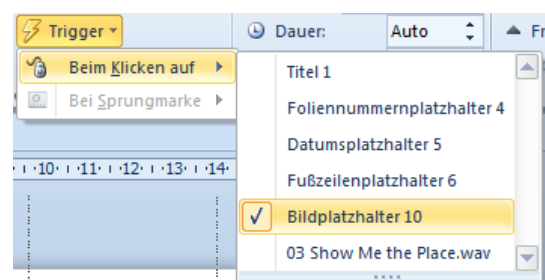 Trigger
Dauer:
Auto
Fr
Beim Klicken auf
Bei Sprungmarke
Titel 1
Foliennummernplatzhalter 4
Datumsplatzhalter 5
Fußzeilenplatzhalter 6
Bildplatzhalter 10
03 Show Me the Place.wav
·10· ı ·11· ı ·12· ı ·13· ı ·14·